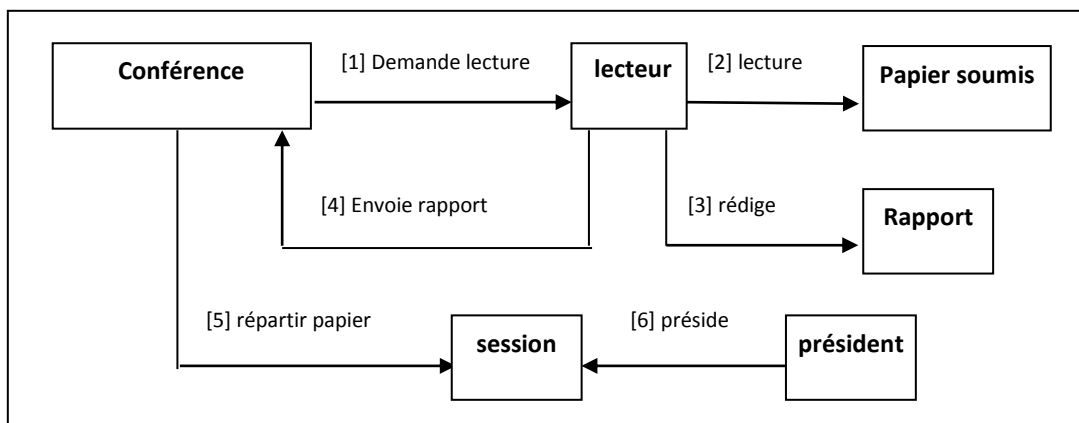 Conférence
[1] Demande lecture
lecteur
[2] lecture
Papier soumis
[4] Envoie rapport
[3] rédige
Rapport
[5] répartir papier
session
[6] préside
président